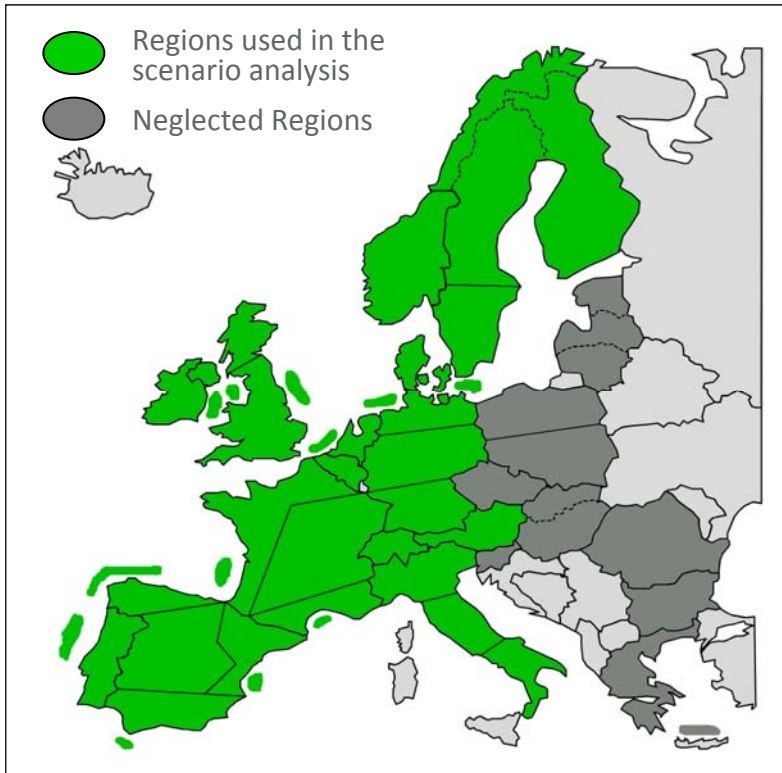 Regions used in the
scenario analysis
Neglected Regions